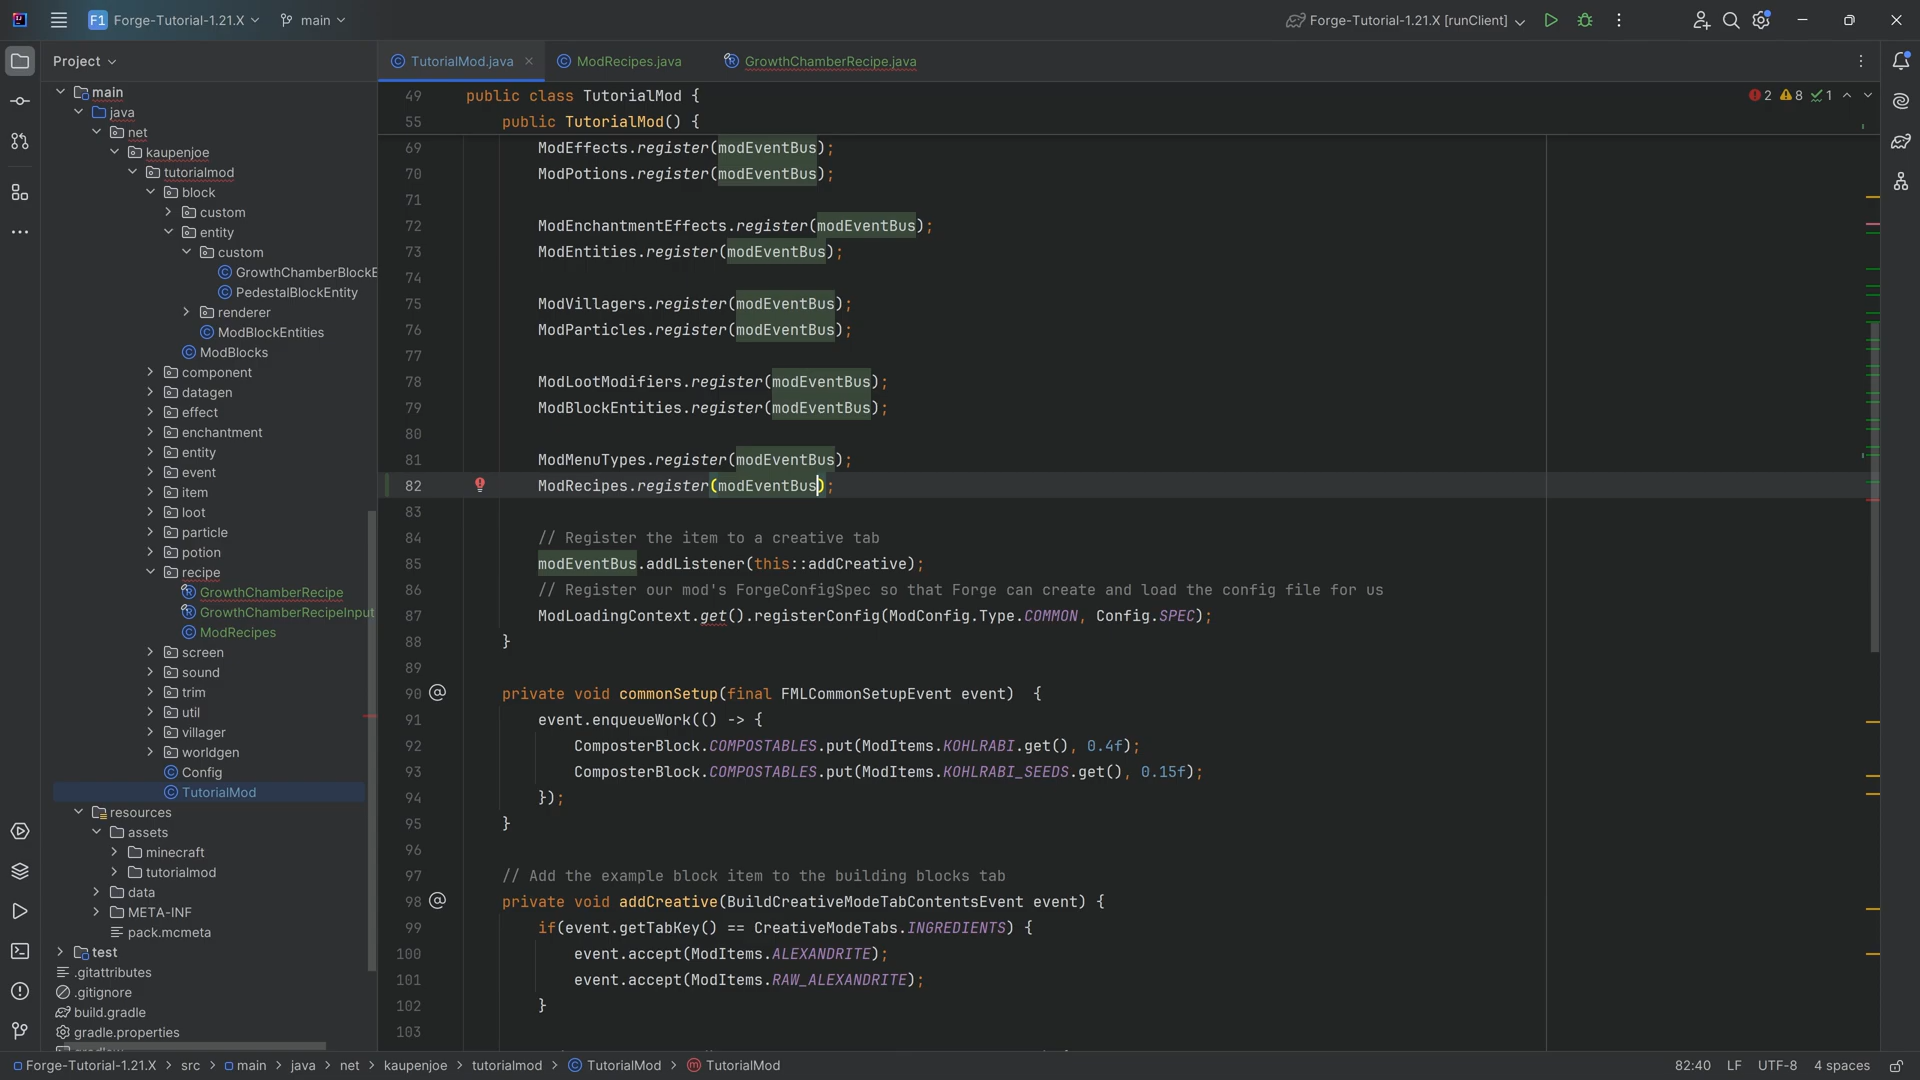 F1 Forge-Tutorial-1.21.X main
Forge-Tutorial-1.21.X [runClient]
Project
main
java
net
kaupenjoe
tutorialmod
block
custom
entity
custom
GrowthChamberBlockE
PedestalBlockEntity
renderer
ModBlockEntities
ModBlocks
component
datagen
effect
enchantment
entity
event
item
loot
particle
potion
recipe
GrowthChamberRecipe
GrowthChamberRecipeInput
ModRecipes
screen
sound
trim
util
villager
worldgen
Config
TutorialMod
resources
assets
minecraft
tutorialmod
data
META-INF
pack.mcmeta
test
.gitattributes
.gitignore
build.gradle
gradle.properties
TutorialMod.java ModRecipes.java GrowthChamberRecipe.java
2 8 1
49 public class TutorialMod {
55 public TutorialMod() {
69 ModEffects.register(modEventBus);
70 ModPotions.register(modEventBus);
71
72 ModEnchantmentEffects.register(modEventBus);
73 ModEntities.register(modEventBus);
74
75 ModVillagers.register(modEventBus);
76 ModParticles.register(modEventBus);
77
78 ModLootModifiers.register(modEventBus);
79 ModBlockEntities.register(modEventBus);
80
81 ModMenuTypes.register(modEventBus);
82 ModRecipes.register(modEventBus);
83
84 // Register the item to a creative tab
85 modEventBus.addListener(this::addCreative);
86 // Register our mod's ForgeConfigSpec so that Forge can create and load the config file for us
87 ModLoadingContext.get().registerConfig(ModConfig.Type.COMMON, Config.SPEC);
88 }
89
90 private void commonSetup(final FMLCommonSetupEvent event) {
91 event.enqueueWork(() -> {
92 ComposterBlock.COMPOSTABLES.put(ModItems.KOHLRABI.get(), 0.4f);
93 ComposterBlock.COMPOSTABLES.put(ModItems.KOHLRABI_SEEDS.get(), 0.15f);
94 });
95 }
96
97 // Add the example block item to the building blocks tab
98 private void addCreative(BuildCreativeModeTabContentsEvent event) {
99 if(event.getTabKey() == CreativeModeTabs.INGREDIENTS) {
100 event.accept(ModItems.ALEXANDRITE);
101 event.accept(ModItems.RAW_ALEXANDRITE);
102 }
103
Forge-Tutorial-1.21.X > src > main > java > net > kaupenjoe > tutorialmod > TutorialMod > TutorialMod
82:40 LF UTF-8 4 spaces